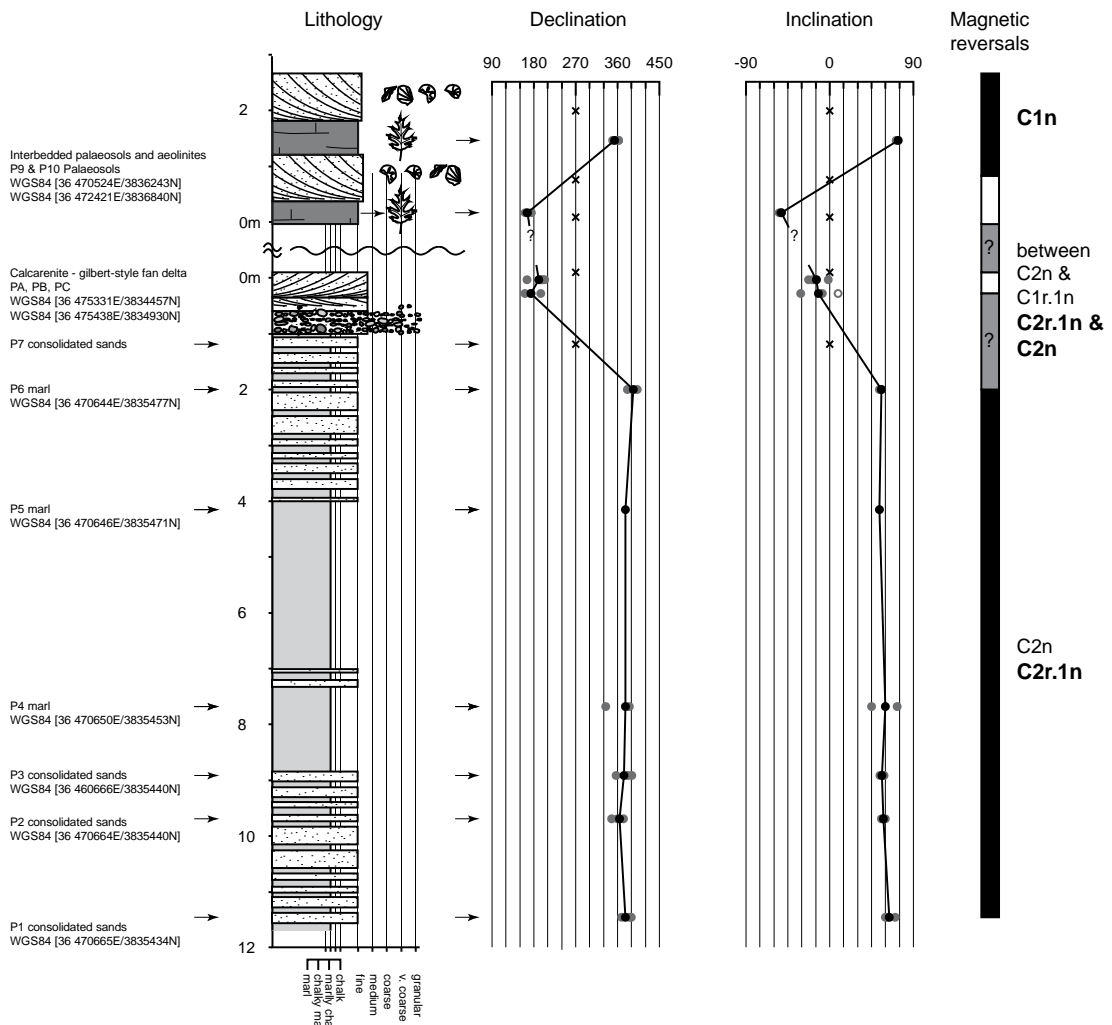 Lithology
Declination
Inclination
Magnetic
reversals
90 180 270 360 450
-90 0 90
2
0m
0m
2
4
6
8
10
12
Interbedded palaeosols and aeolinites
P9 & P10 Palaeosols
WGS84 [36 470524E/3836243N]
WGS84 [36 472421E/3836840N]
Calcarenite - gilbert-style fan delta
PA, PB, PC
WGS84 [36 475331E/3834457N]
WGS84 [36 475438E/3834930N]
P7 consolidated sands
P6 marl
WGS84 [36 470644E/3835477N]
P5 marl
WGS84 [36 470646E/3835471N]
P4 marl
WGS84 [36 470650E/3835453N]
P3 consolidated sands
WGS84 [36 460666E/3835440N]
P2 consolidated sands
WGS84 [36 470664E/3835440N]
P1 consolidated sands
WGS84 [36 470665E/3835434N]
?
?
?
?
C1n
between
C2n &
C1r.1n
C2r.1n &
C2n
C2n
C2r.1n
marl
chalky ma
marily cha
chalk
fine
medium
coarse
v. coarse
granular